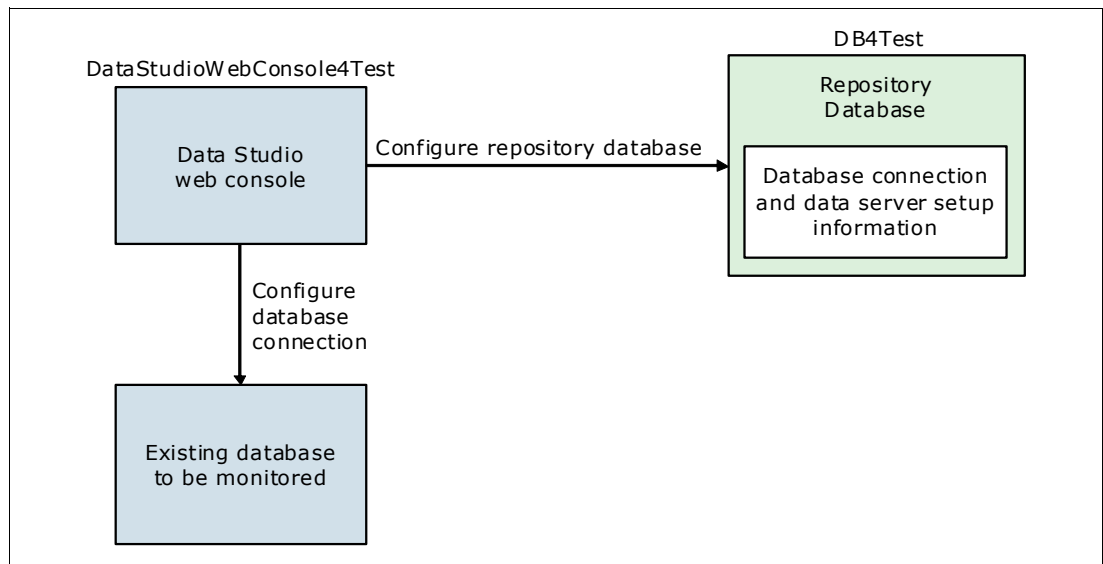 DB4Test
DataStudioWebConsole4Test
Repository
Database
Data Studio
web console
Configure repository database
Database connection
and data server setup
information
Configure
database
connection
Existing database
to be monitored